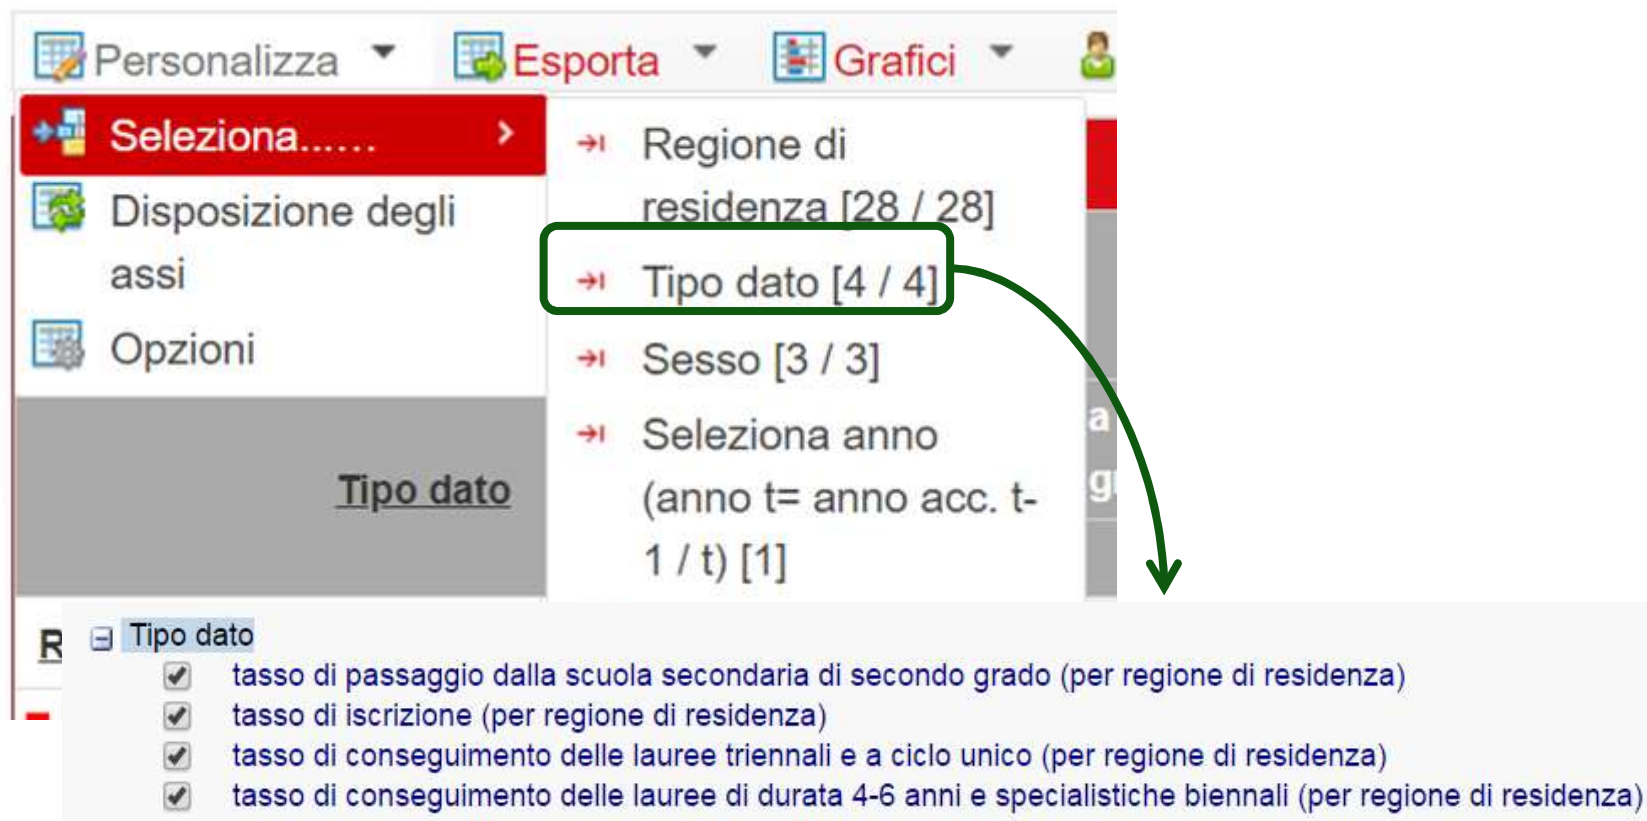 Personalizza Esporta Grafici
Seleziona......
Disposizione degli
assi
Opzioni
Regione di
residenza [28 / 28]
Tipo dato [4 / 4]
Sesso [3 / 3]
Seleziona anno
(anno t= anno acc. t-
1 / t) [1]
Tipo dato
a
R
Tipo dato
tasso di passaggio dalla scuola secondaria di secondo grado (per regione di residenza)
tasso di iscrizione (per regione di residenza)
tasso di conseguimento delle lauree triennali e a ciclo unico (per regione di residenza)
tasso di conseguimento delle lauree di durata 4-6 anni e specialistiche biennali (per regione di residenza)